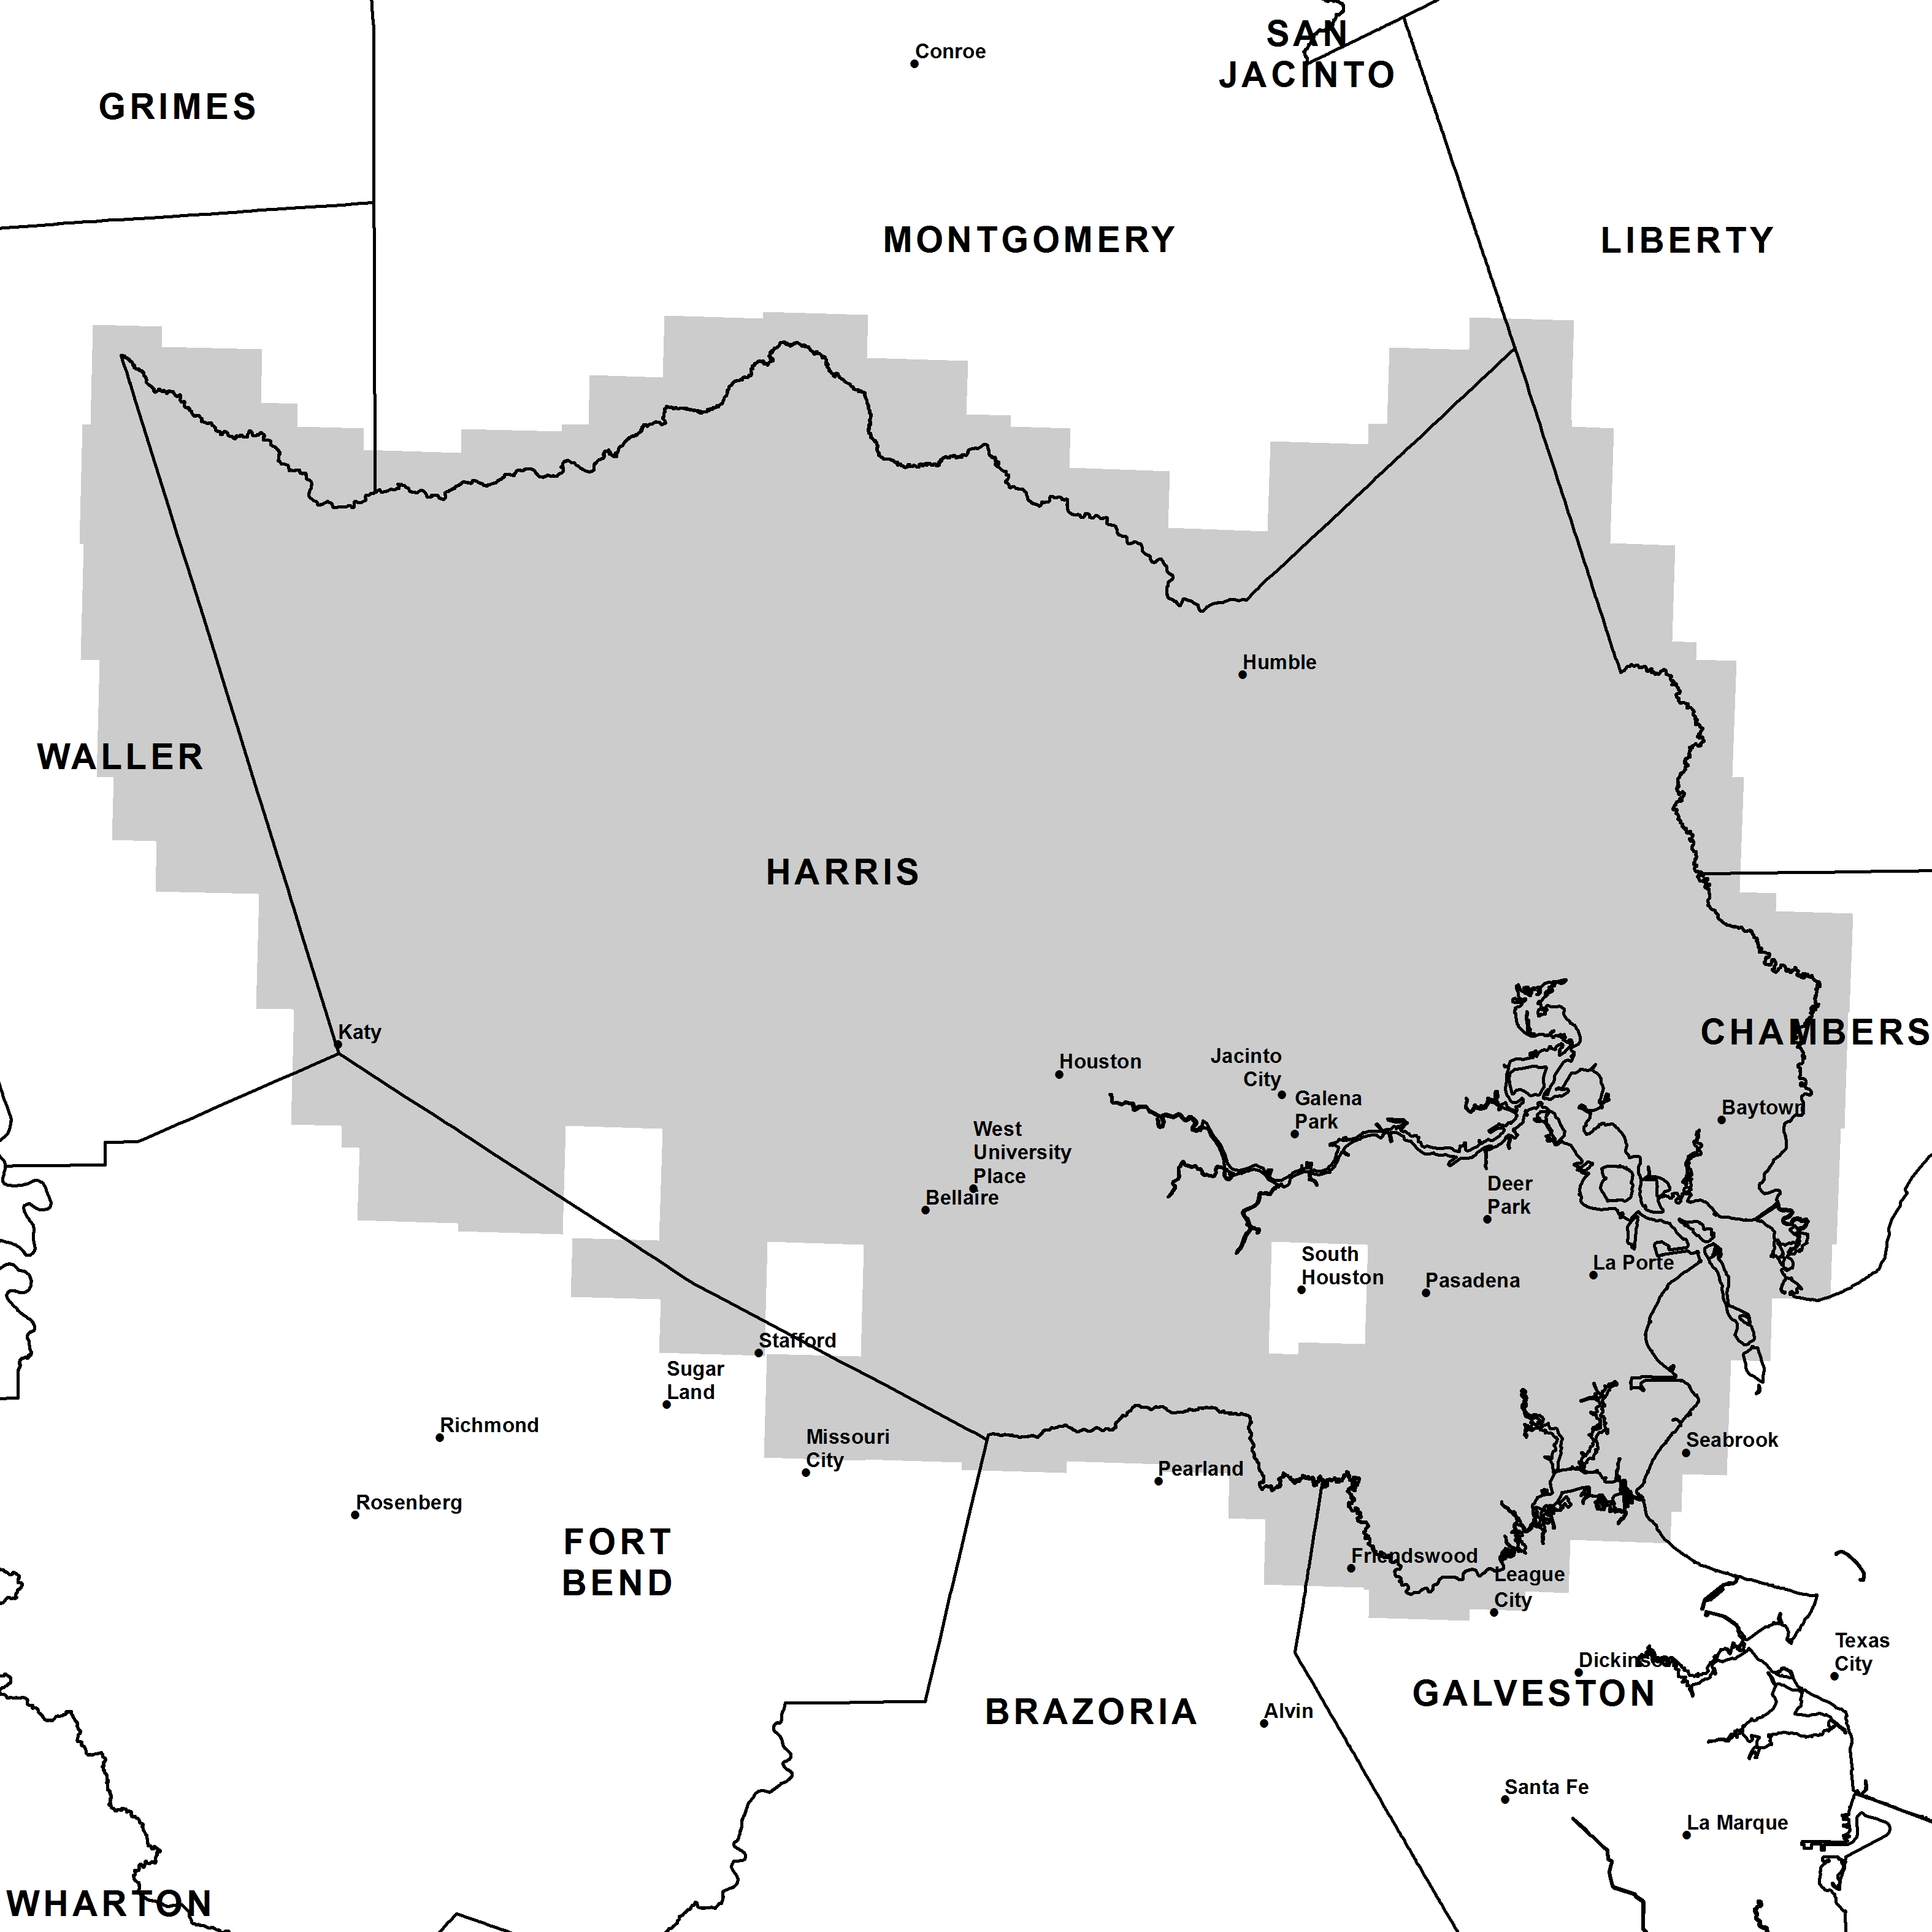 SAN
JACINTO
Conroe
GRIMES
MONTGOMERY
LIBERTY
Humble
WALLER
HARRIS
Katy
CHAMBERS
Houston
Jacinto
City
Galena
Park
Baytown
West
University
Place
Bellaire
Deer
Park
South
Houston
La Porte
Pasadena
Stafford
Sugar
Land
Richmond
Missouri
City
Seabrook
Pearland
Rosenberg
FORT
BEND
Friendswood
League
City
Texas
City
Dickinson
GALVESTON
BRAZORIA
Alvin
Santa Fe
La Marque
WHARTON